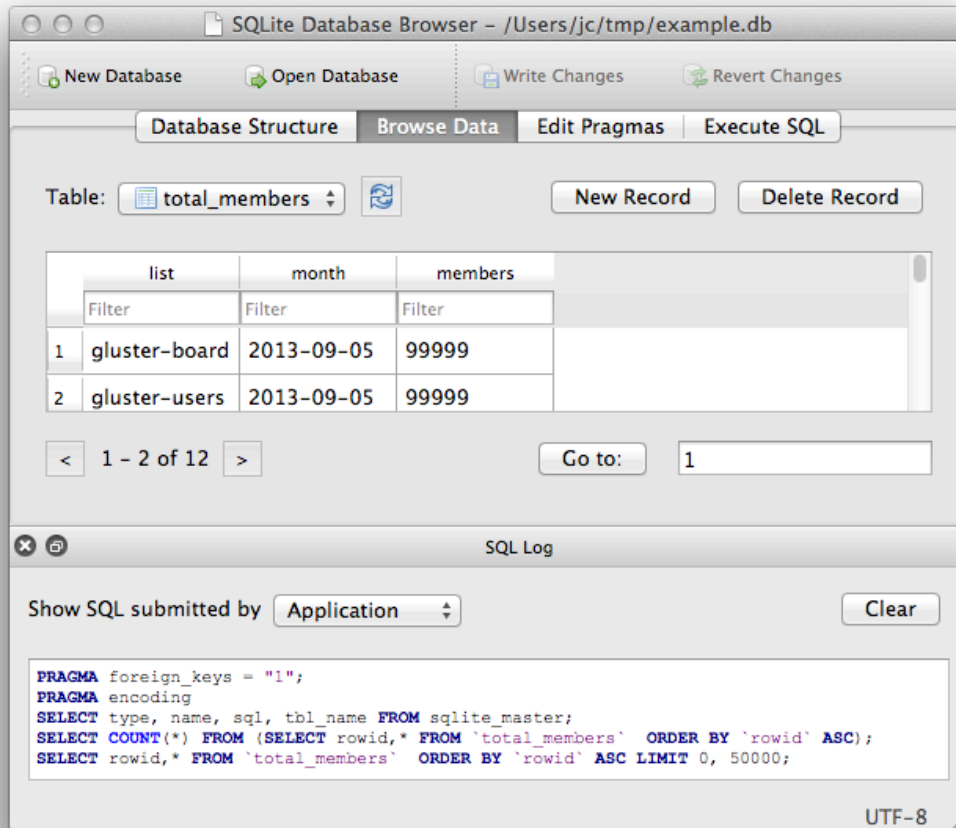 SQLite Database Browser - /Users/jc/tmp/example.db
New Database Open Database Write Changes Revert Changes
Database Structure Browse Data Edit Pragmas Execute SQL
Table: total_members New Record Delete Record
list month members
Filter Filter Filter
1 gluster-board 2013-09-05 99999
2 gluster-users 2013-09-05 99999
< 1 - 2 of 12 > Go to: 1
SQL Log
Show SQL submitted by Application Clear
PRAGMA foreign_keys = "1";
PRAGMA encoding
SELECT type, name, sql, tbl_name FROM sqlite_master;
SELECT COUNT(*) FROM (SELECT rowid,* FROM `total_members`  ORDER BY `rowid` ASC);
SELECT rowid,* FROM `total_members`  ORDER BY `rowid` ASC LIMIT 0, 50000;
UTF-8